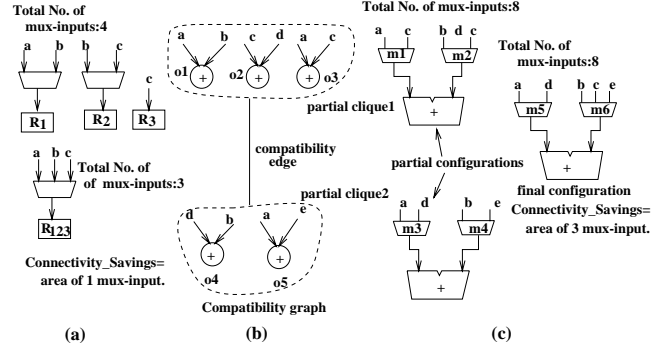 Total No. of
mux-inputs:4
a b b c
c
R1 R2 R3
Total No. of
of mux-inputs:3
a b c
R123
Connectivity_Savings=
area of 1 mux-input.
(a)
a b c d a c
o1 + o2 + o3 +
compatibility
edge
partial clique1
partial clique2
d b a e
+ +
o4 o5
Compatibility graph
(b)
Total No. of mux-inputs:8
a c b d c
m1 m2
+
partial configurations
a d b e
m3 m4
+
Total No. of
mux-inputs:8
a d b c e
m5 m6
+
final configuration
Connectivity_Savings=
area of 3 mux-input.
(c)